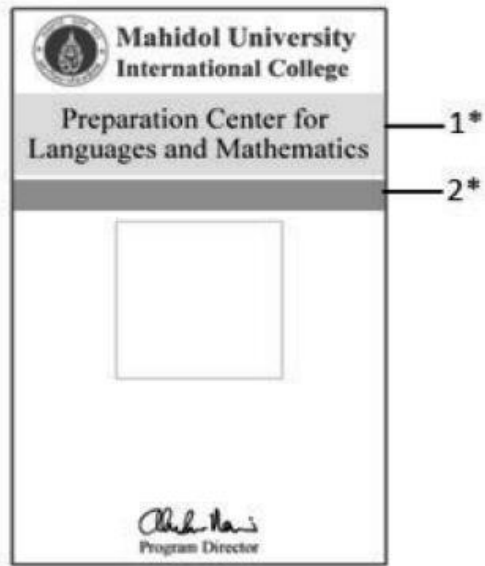 Mahidol University
International College
Preparation Center for
Languages and Mathematics
1*
2*
Program Director